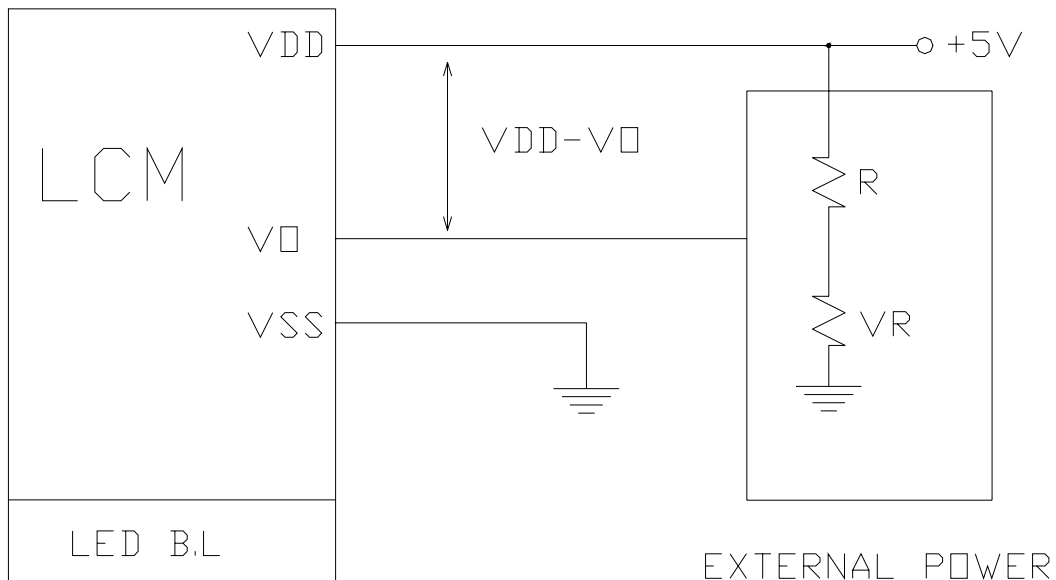 VDD
+5V
VDD-VO
LCM
R
VO
VSS
VR
LED B.L
EXTERNAL POWER